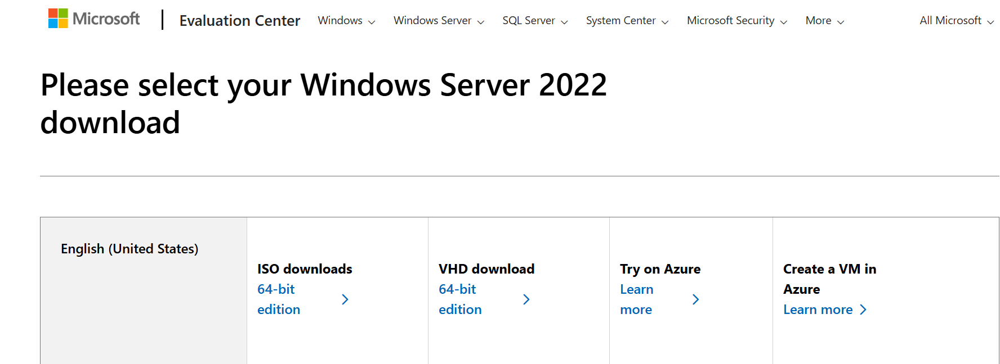 Microsoft | Evaluation Center Windows Windows Server SQL Server System Center Microsoft Security More All Microsoft
Please select your Windows Server 2022
download
English (United States)
ISO downloads
64-bit
edition
VHD download
64-bit
edition
Try on Azure
Learn
more
Create a VM in
Azure
Learn more